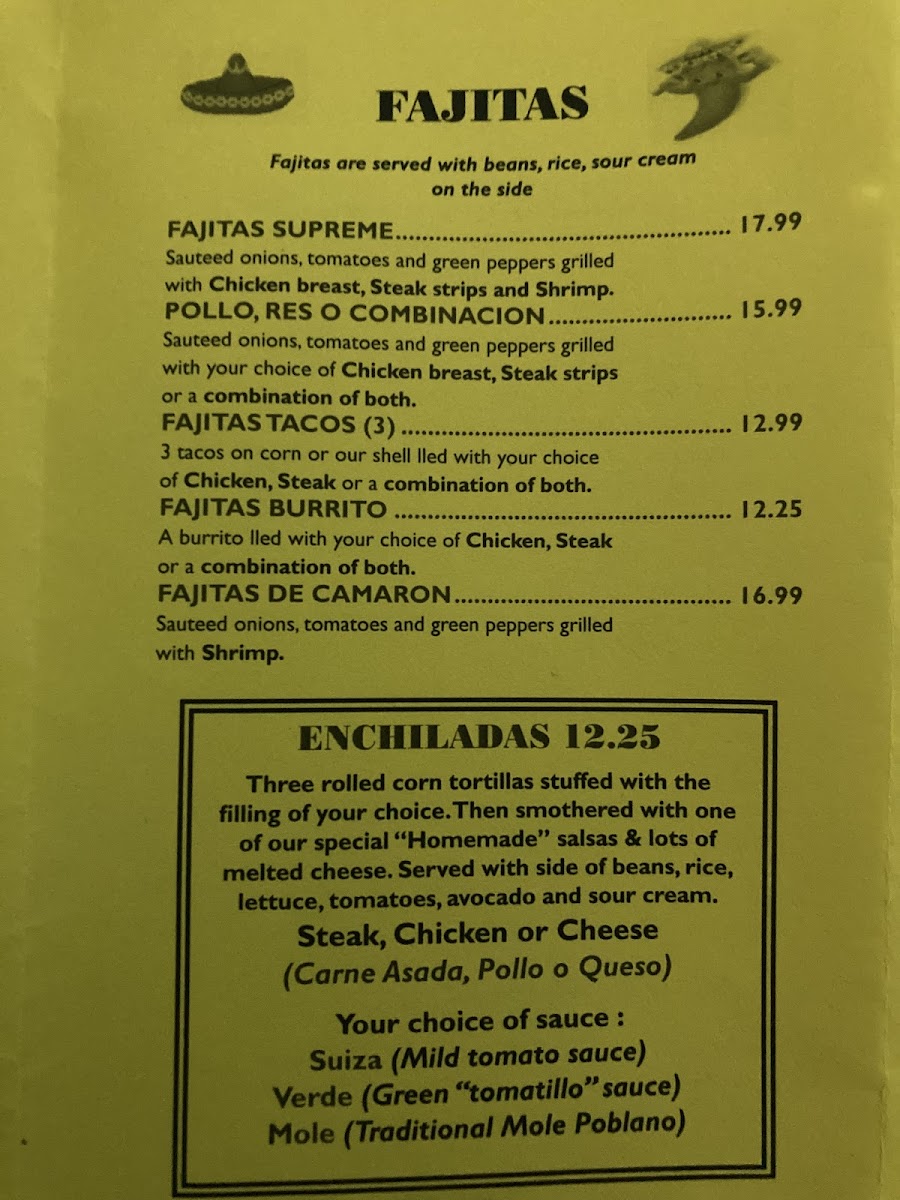 FAJITAS
Fajitas are served with beans, rice, sour cream
on the side
FAJITAS SUPREME.................................................. 17.99
Sauteed onions, tomatoes and green peppers grilled
with Chicken breast, Steak strips and Shrimp.
POLLO, RES O COMBINACION............................ 15.99
Sauteed onions, tomatoes and green peppers grilled
with your choice of Chicken breast, Steak strips
or a combination of both.
FAJITAS TACOS (3) .................................................. 12.99
3 tacos on corn or our shell lled with your choice
of Chicken, Steak or a combination of both.
FAJITAS BURRITO ................................................... 12.25
A burrito lled with your choice of Chicken, Steak
or a combination of both.
FAJITAS DE CAMARON.......................................... 16.99
Sauteed onions, tomatoes and green peppers grilled
with Shrimp.
ENCHILADAS 12.25
Three rolled corn tortillas stuffed with the
filling of your choice. Then smothered with one
of our special “Homemade” salsas & lots of
melted cheese. Served with side of beans, rice,
lettuce, tomatoes, avocado and sour cream.
Steak, Chicken or Cheese
(Carne Asada, Pollo o Queso)
Your choice of sauce :
Suiza (Mild tomato sauce)
Verde (Green “tomatillo” sauce)
Mole (Traditional Mole Poblano)